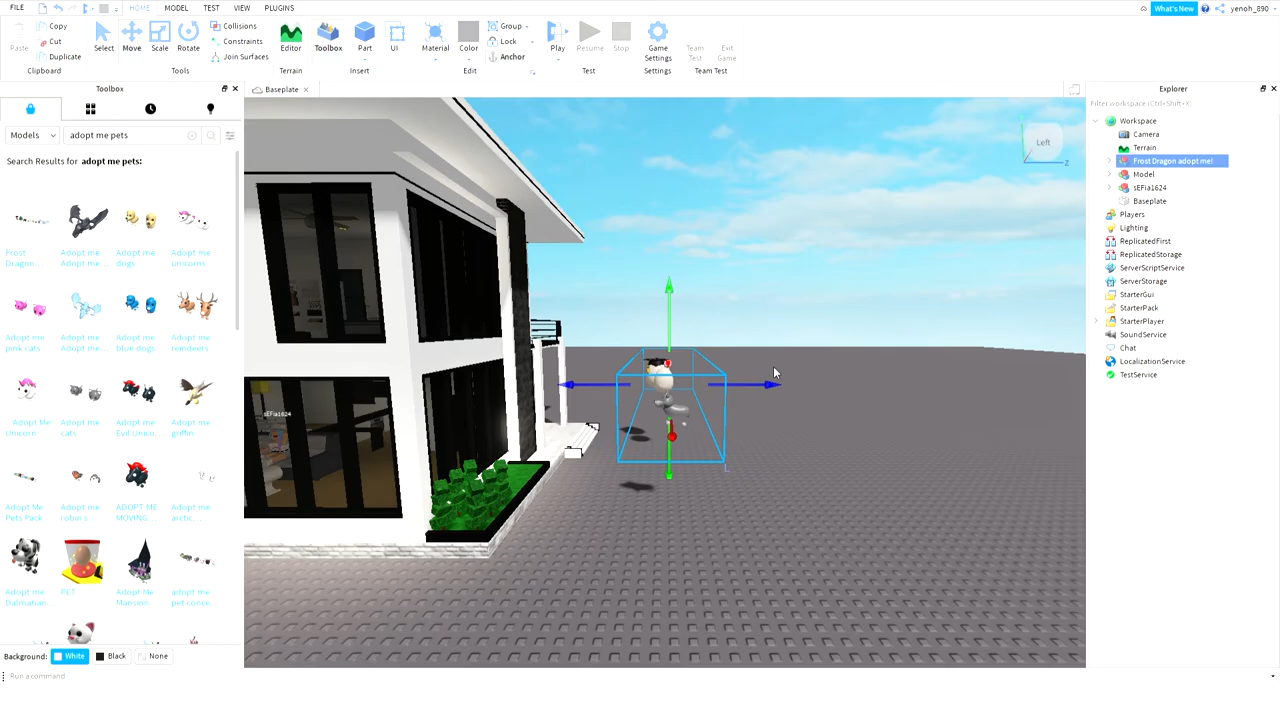 FILE HOME MODEL TEST VIEW PLUGINS What's New yenoh_890
Paste Copy Cut Duplicate Clipboard
Select Move Scale Rotate Collisions Constraints Join Surfaces Tools
Editor Terrain
Toolbox Part UI Insert
Material Color Group Lock Anchor Edit
Play Resume Stop Test
Game Settings Settings
Team Test Exit Game Team Test
Toolbox
Models adopt me pets
Search Results for adopt me pets:
Frost Dragon... Adopt me Adopt me ... Adopt me dogs Adopt me unicorns
Adopt me pink cats Adopt me Adopt me ... Adopt me blue dogs Adopt me reindeers
Adopt Me Unicorn Adopt me cats Adopt me Evil Unico... Adopt me griffin
Adopt Me Pets Pack Adopt me robin s ADOPT ME MOVING... Adopt me arctic...
Adopt me Dalmatian... PET Adopt Me Mansion adopt me pet conce...
Background: White Black None
Run a command
Baseplate
Left
Z
sEFia1624
L
Explorer
Filter workspace (Ctrl+Shift+X)
Workspace
Camera
Terrain
Frost Dragon adopt me!
Model
sEFia1624
Baseplate
Players
Lighting
ReplicatedFirst
ReplicatedStorage
ServerScriptService
ServerStorage
StarterGui
StarterPack
StarterPlayer
SoundService
Chat
LocalizationService
TestService